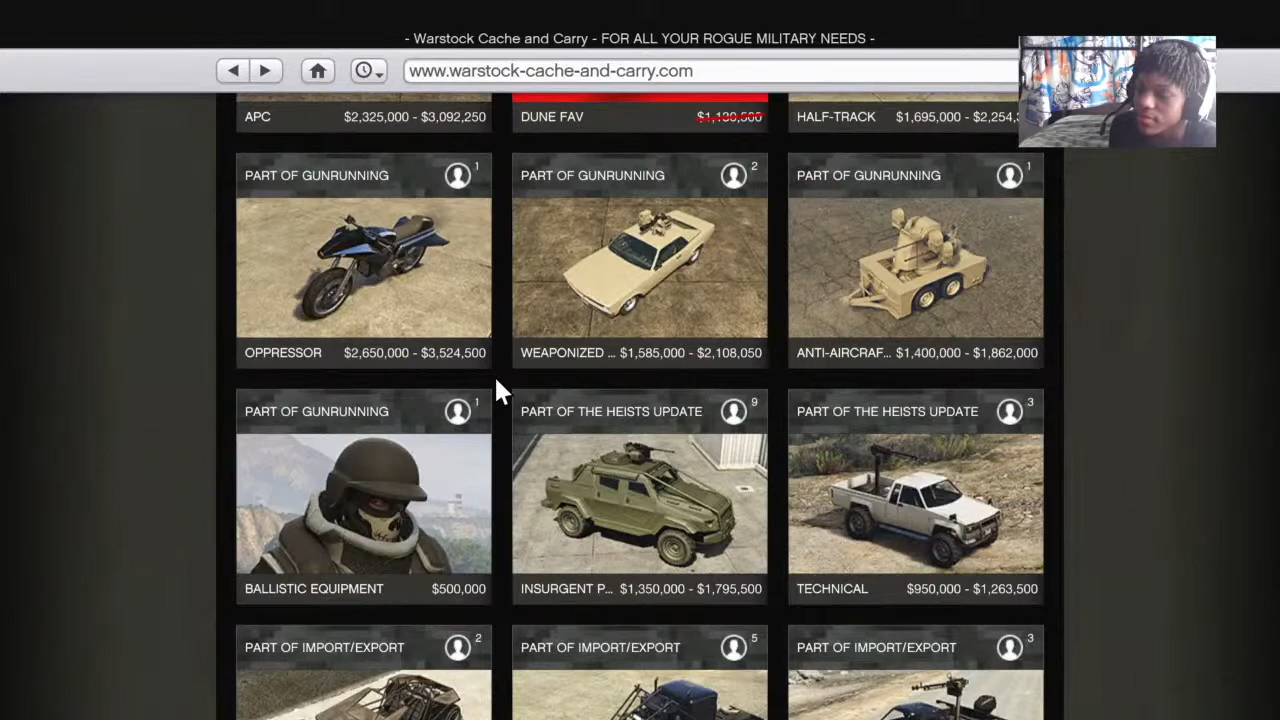 - Warstock Cache and Carry - FOR ALL YOUR ROGUE MILITARY NEEDS -
www.warstock-cache-and-carry.com
APC $2,325,000 - $3,092,250
DUNE FAV $1,130,500
HALF-TRACK $1,695,000 - $2,254,
PART OF GUNRUNNING 1
PART OF GUNRUNNING 2
PART OF GUNRUNNING 1
OPPRESSOR $2,650,000 - $3,524,500
WEAPONIZED ... $1,585,000 - $2,108,050
ANTI-AIRCRAF... $1,400,000 - $1,862,000
PART OF GUNRUNNING 1
PART OF THE HEISTS UPDATE 9
PART OF THE HEISTS UPDATE 3
BALLISTIC EQUIPMENT $500,000
INSURGENT P... $1,350,000 - $1,795,500
TECHNICAL $950,000 - $1,263,500
PART OF IMPORT/EXPORT 2
PART OF IMPORT/EXPORT 5
PART OF IMPORT/EXPORT 3